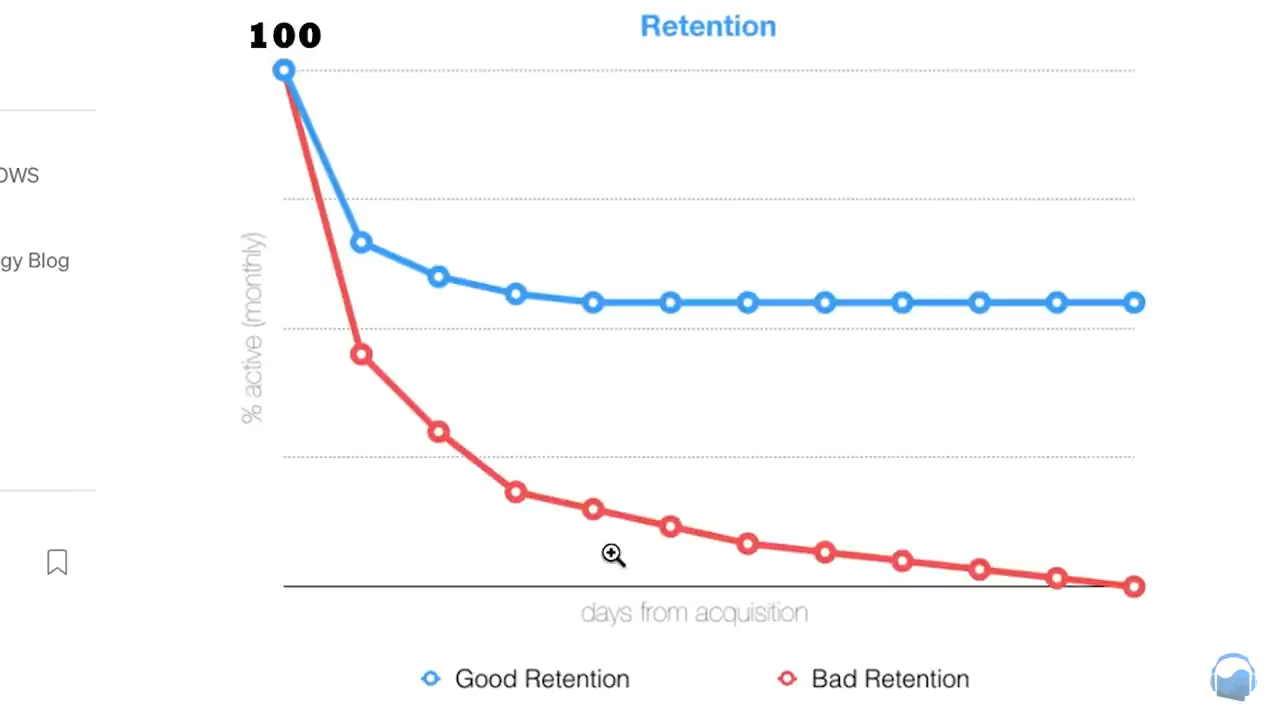 Retention
100
OWS
gy Blog
% active (monthly)
days from acquisition
Good Retention
Bad Retention